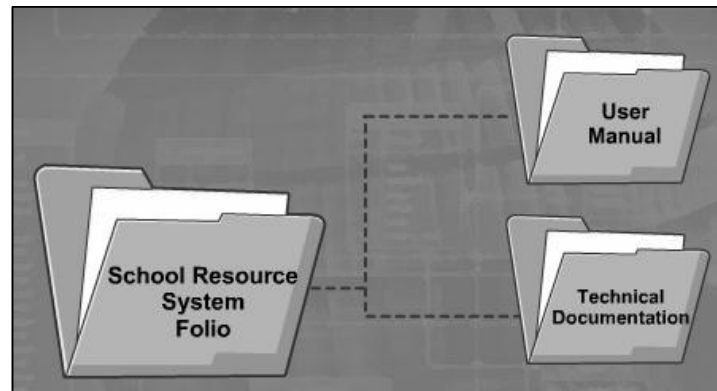 School Resource
System
Folio
User
Manual
Technical
Documentation